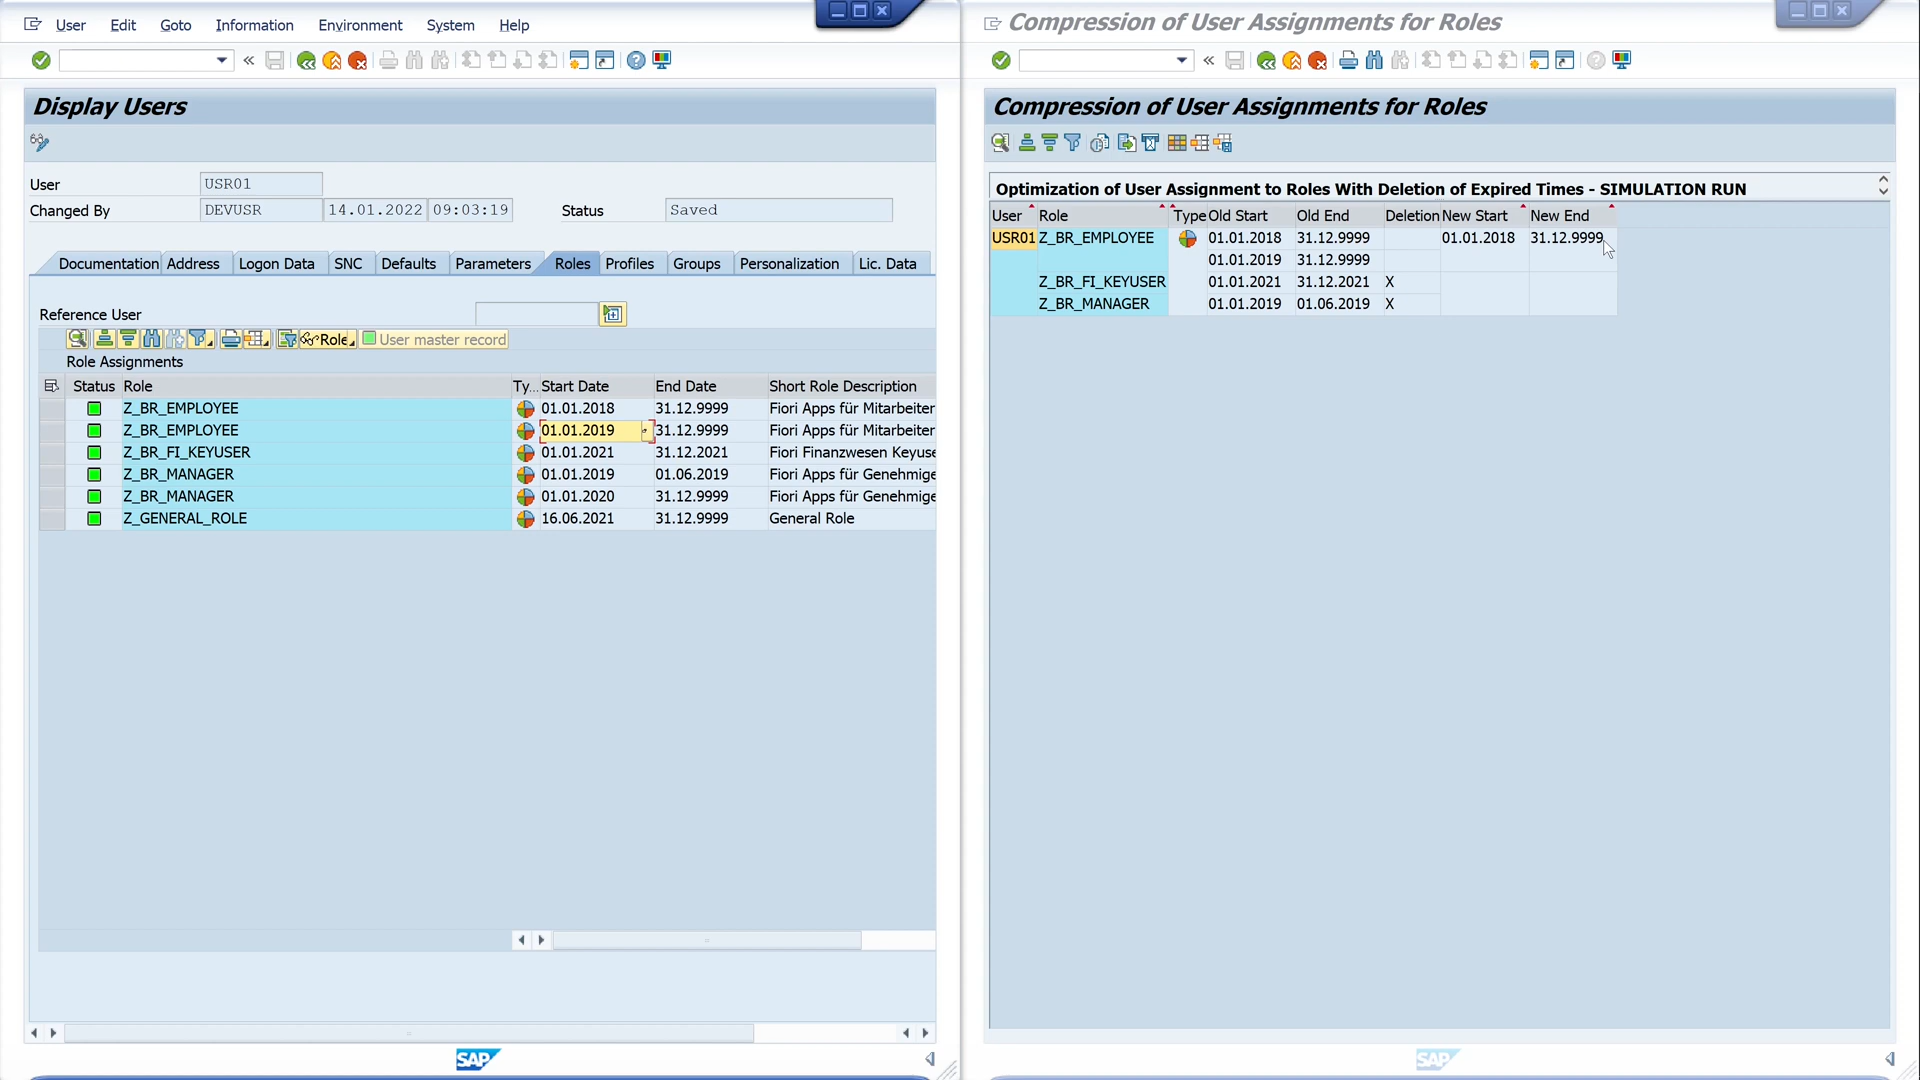 User Edit Goto Information Environment System Help
Display Users
User USR01
Changed By DEVUSR 14.01.2022 09:03:19 Status Saved
Documentation Address Logon Data SNC Defaults Parameters Roles Profiles Groups Personalization Lic. Data
Reference User
Role User master record
Role Assignments
Status Role Ty... Start Date End Date Short Role Description
Z_BR_EMPLOYEE 01.01.2018 31.12.9999 Fiori Apps für Mitarbeiter
Z_BR_EMPLOYEE 01.01.2019 31.12.9999 Fiori Apps für Mitarbeiter
Z_BR_FI_KEYUSER 01.01.2021 31.12.2021 Fiori Finanzwesen Keyuse
Z_BR_MANAGER 01.01.2019 01.06.2019 Fiori Apps für Genehmige
Z_BR_MANAGER 01.01.2020 31.12.9999 Fiori Apps für Genehmige
Z_GENERAL_ROLE 16.06.2021 31.12.9999 General Role
SAP
Compression of User Assignments for Roles
Compression of User Assignments for Roles
Optimization of User Assignment to Roles With Deletion of Expired Times - SIMULATION RUN
User Role Type Old Start Old End Deletion New Start New End
USR01 Z_BR_EMPLOYEE 01.01.2018 31.12.9999 01.01.2018 31.12.9999
01.01.2019 31.12.9999
Z_BR_FI_KEYUSER 01.01.2021 31.12.2021 X
Z_BR_MANAGER 01.01.2019 01.06.2019 X
SAP